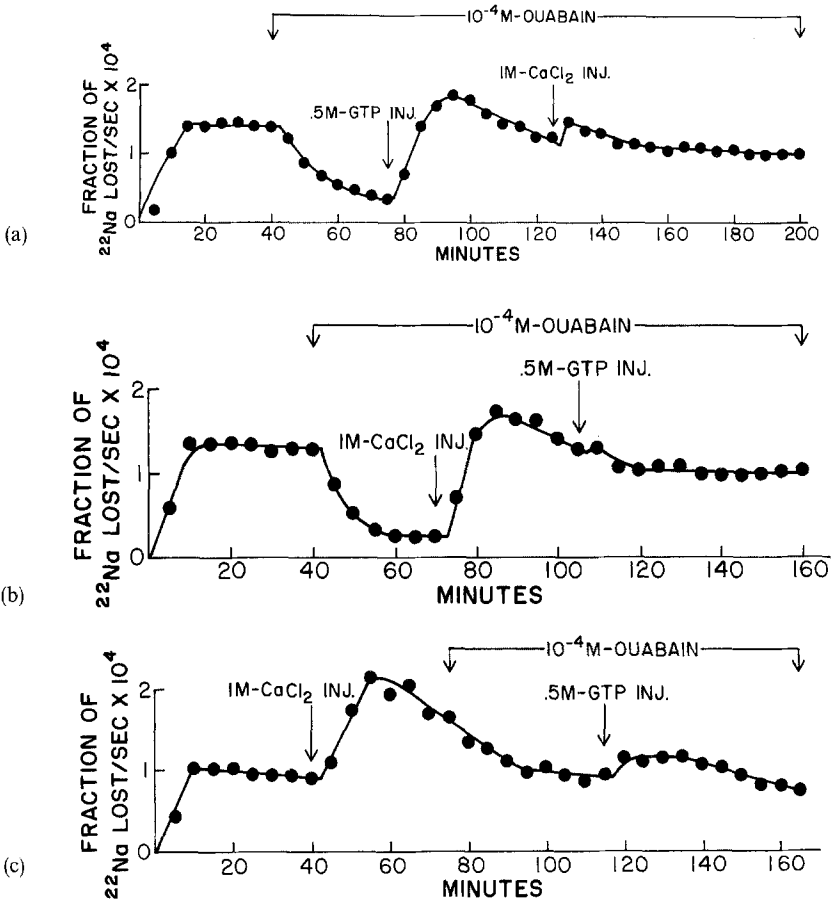 10⁻⁴M-OUABAIN
1M-CaCl₂ INJ.
.5M-GTP INJ.
FRACTION OF
²²Na LOST/SEC X 10⁴
2
1
0
20 40 60 80 100 120 140 160 180 200
MINUTES
(a)
10⁻⁴M-OUABAIN
.5M-GTP INJ.
1M-CaCl₂ INJ.
FRACTION OF
²²Na LOST/SEC X 10⁴
2
1
0
20 40 60 80 100 120 140 160
MINUTES
(b)
10⁻⁴M-OUABAIN
1M-CaCl₂ INJ.
.5M-GTP INJ.
FRACTION OF
²²Na LOST/SEC X 10⁴
2
1
0
20 40 60 80 100 120 140 160
MINUTES
(c)